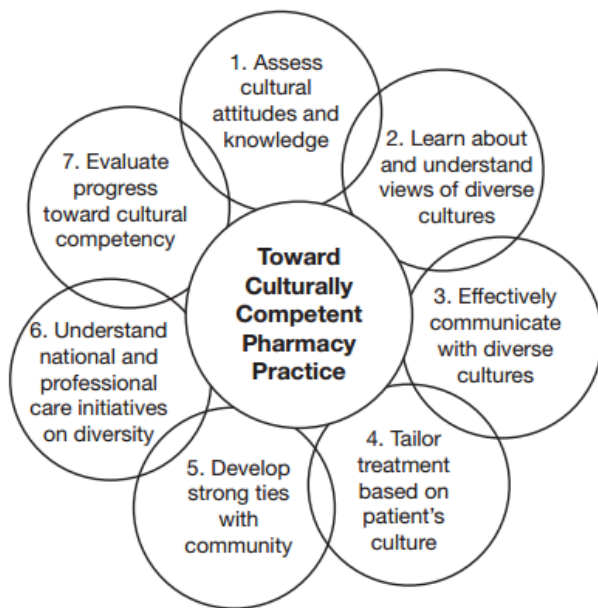 1. Assess
cultural
attitudes and
knowledge
2. Learn about
and understand
views of diverse
cultures
3. Effectively
communicate
with diverse
cultures
4. Tailor
treatment
based on
patient's
culture
5. Develop
strong ties
with
community
6. Understand
national and
professional
care initiatives
on diversity
7. Evaluate
progress
toward cultural
competency
Toward
Culturally
Competent
Pharmacy
Practice